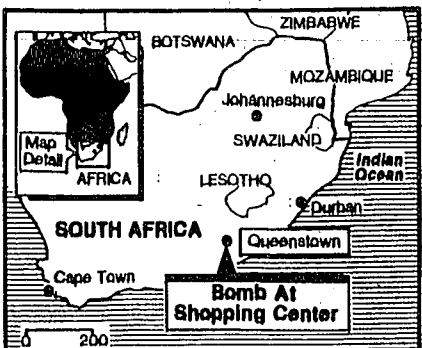 ZIMBABWE
BOTSWANA
MOZAMBIQUE
Johannesburg
Map
Detail
SWAZILAND
AFRICA
Indian
Ocean
LESOTHO
Durban
SOUTH AFRICA
Queenstown
Cape Town
Bomb At
Shopping Center
0 200